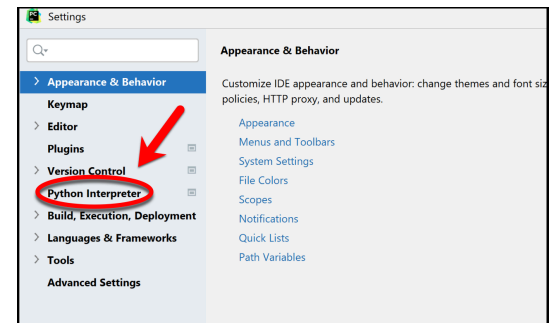 Settings
Appearance & Behavior
Keymap
Editor
Plugins
Version Control
Python Interpreter
Build, Execution, Deployment
Languages & Frameworks
Tools
Advanced Settings
Appearance & Behavior
Customize IDE appearance and behavior: change themes and font siz
policies, HTTP proxy, and updates.
Appearance
Menus and Toolbars
System Settings
File Colors
Scopes
Notifications
Quick Lists
Path Variables